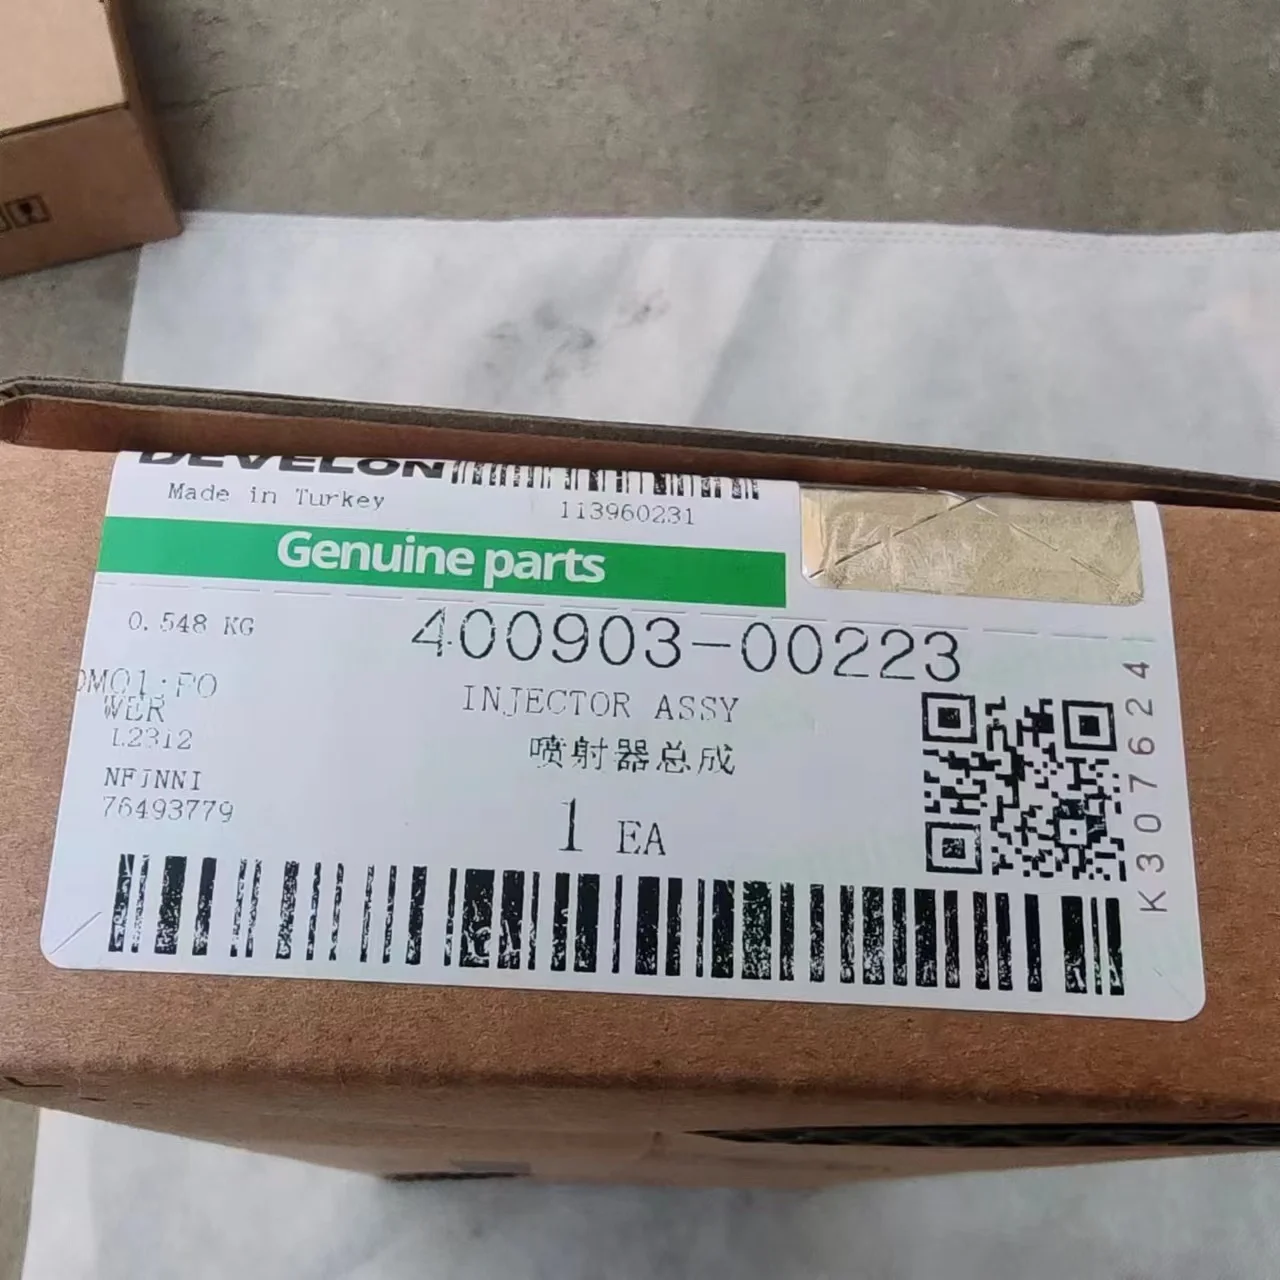 DEVELON
Made in Turkey
113960231
Genuine parts
0.548 KG
400903-00223
DM01:PO
WER
INJECTOR ASSY
L2312
喷射器总成
NFJNNI
76493779
1 EA
K307624